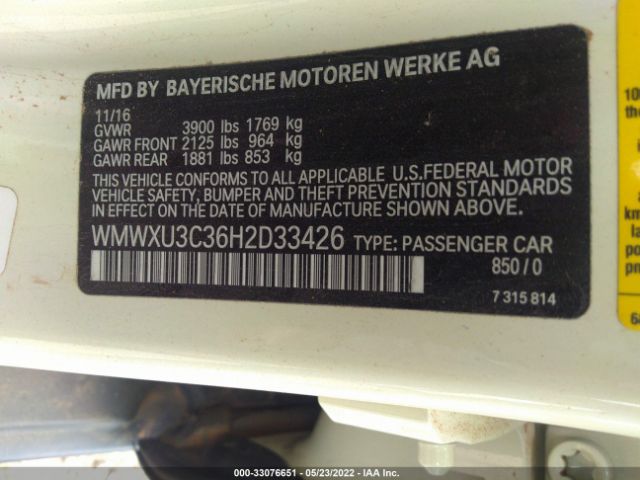 MFD BY BAYERISCHE MOTOREN WERKE AG
11/16
GVWR 3900 lbs 1769 kg
GAWR FRONT 2125 lbs 964 kg
GAWR REAR 1881 lbs 853 kg
THIS VEHICLE CONFORMS TO ALL APPLICABLE U.S.FEDERAL MOTOR
VEHICLE SAFETY, BUMPER AND THEFT PREVENTION STANDARDS
IN EFFECT ON THE DATE OF MANUFACTURE SHOWN ABOVE.
WMWXU3C36H2D33426 TYPE: PASSENGER CAR
850/0
7 315 814
000-33076651 - 05/23/2022 - IAA Inc.